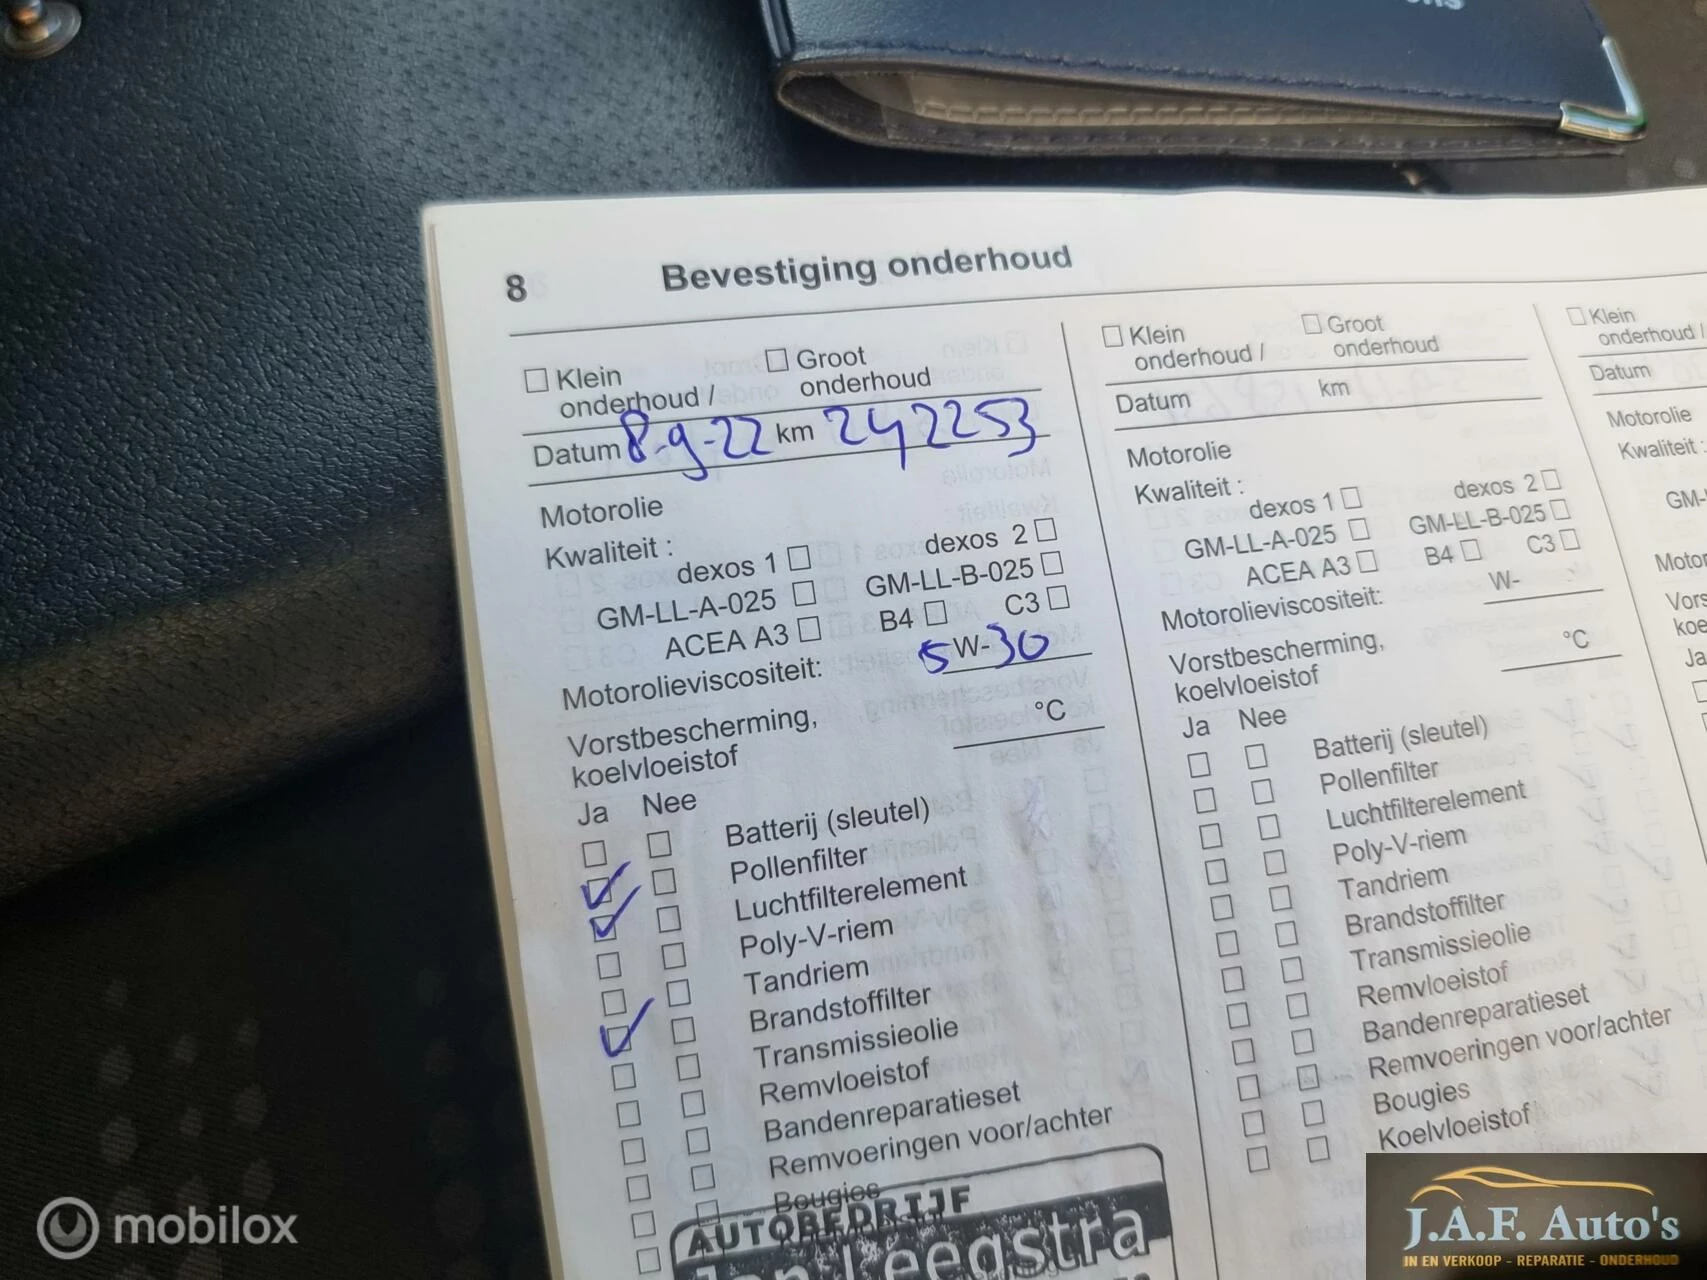 8 Bevestiging onderhoud
Klein onderhoud / Groot onderhoud
Datum 8-9-22 km 242253
Motorolie
Kwaliteit :
dexos 1 dexos 2
GM-LL-A-025 GM-LL-B-025
ACEA A3 B4 C3
Motorolieviscositeit: 5W-30
Vorstbescherming,
koelvloeistof °C
Ja Nee
Batterij (sleutel)
Pollenfilter
Luchtfilterelement
Poly-V-riem
Tandriem
Brandstoffilter
Transmissieolie
Remvloeistof
Bandenreparatieset
Remvoeringen voor/achter
Bougies
AUTOBEDRIJF
Klein onderhoud / Groot onderhoud
Datum km
Motorolie
Kwaliteit :
dexos 1 dexos 2
GM-LL-A-025 GM-LL-B-025
ACEA A3 B4 C3
Motorolieviscositeit: W-
Vorstbescherming,
koelvloeistof °C
Ja Nee
Batterij (sleutel)
Pollenfilter
Luchtfilterelement
Poly-V-riem
Tandriem
Brandstoffilter
Transmissieolie
Remvloeistof
Bandenreparatieset
Remvoeringen voor/achter
Bougies
Koelvloeistof
Klein
onderhoud /
Datum
Motorolie
Kwaliteit :
GM-
Ja
mobilox
J.A.F. Auto's
IN EN VERKOOP - REPARATIE - ONDERHOUD